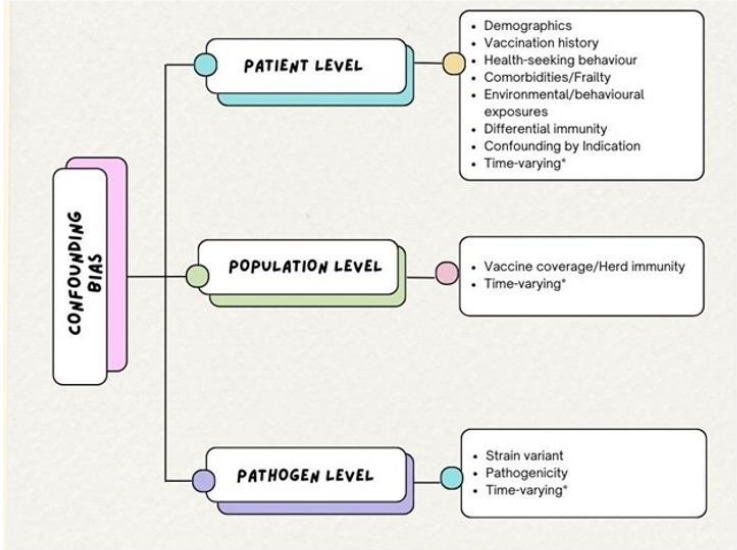 CONFOUNDING
BIAS
PATIENT LEVEL
• Demographics
• Vaccination history
• Health-seeking behaviour
• Comorbidities/Frailty
• Environmental/behavioural
exposures
• Differential immunity
• Confounding by Indication
• Time-varying*
POPULATION LEVEL
• Vaccine coverage/Herd immunity
• Time-varying*
PATHOGEN LEVEL
• Strain variant
• Pathogenicity
• Time-varying*